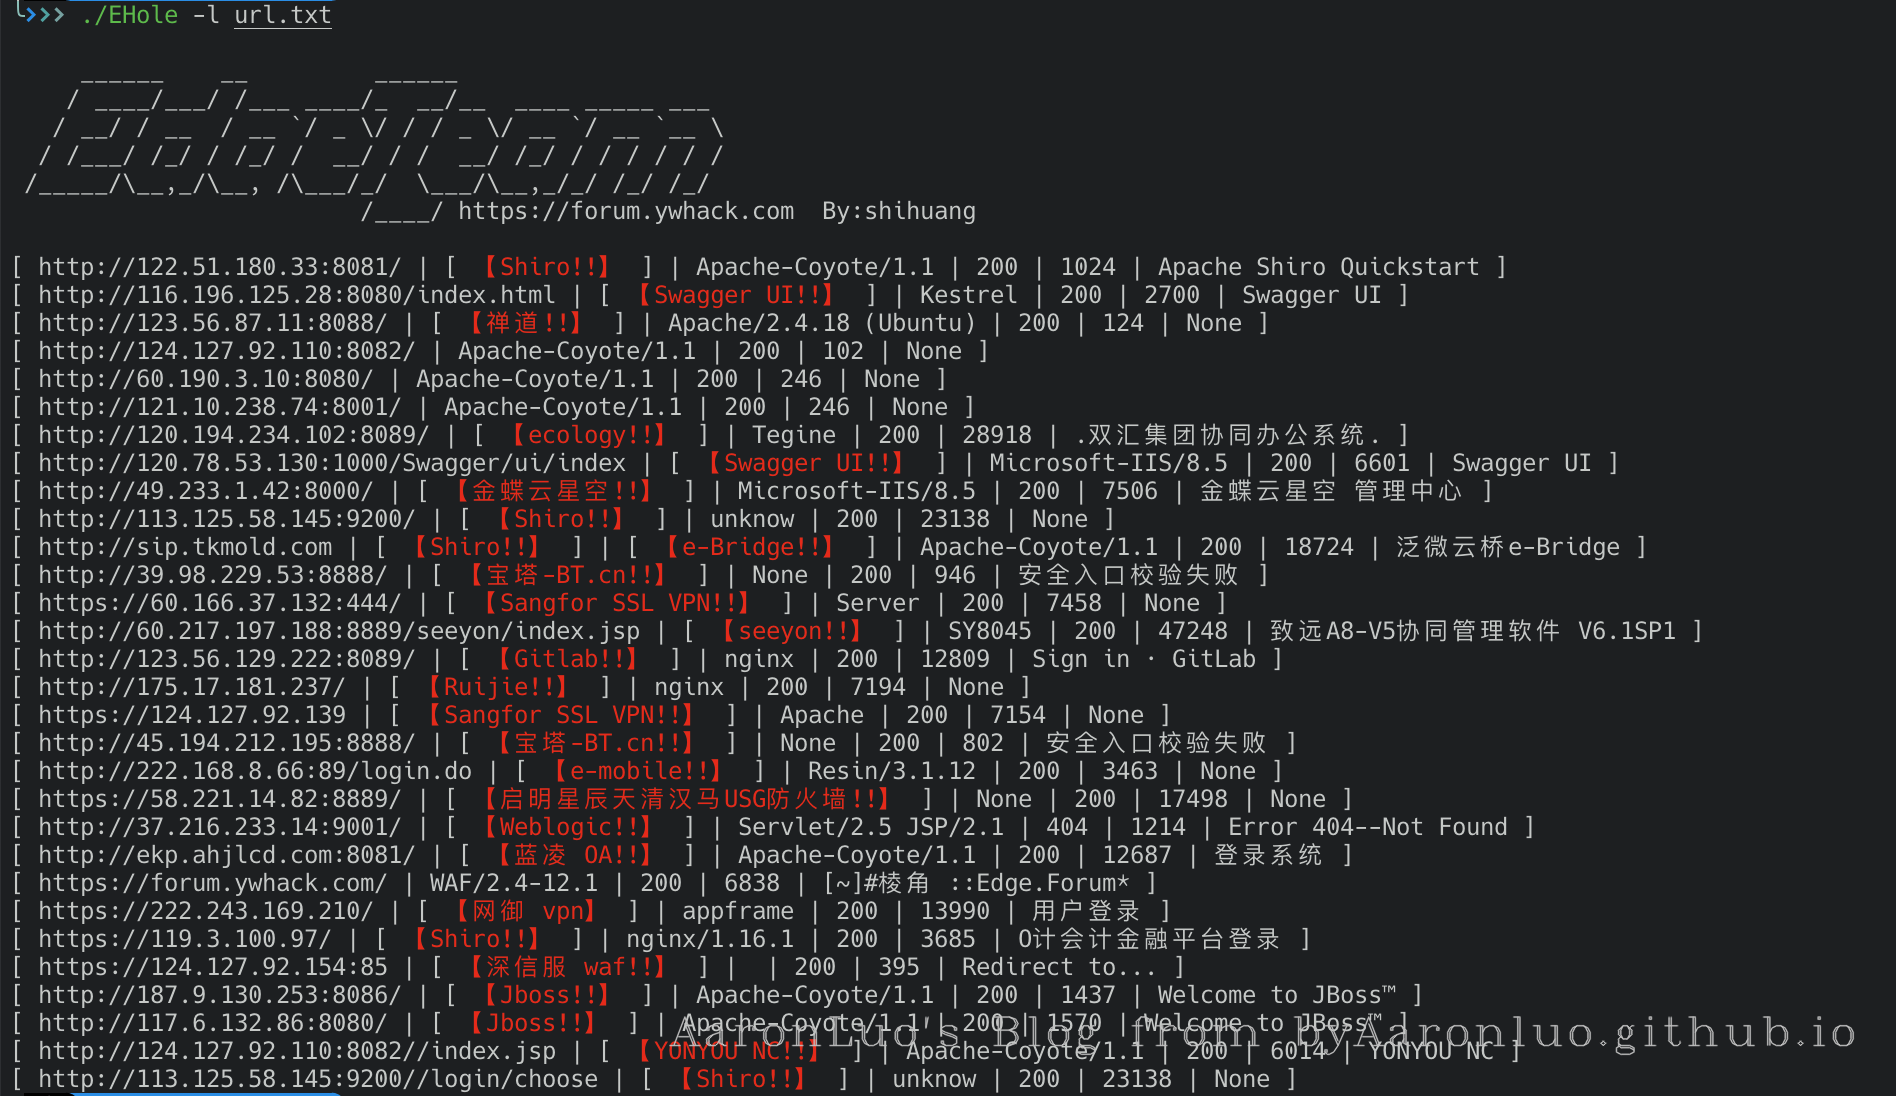 ╰❯❯❯ ./EHole -l url.txt
    ______    __         ______
   / ____/___/ /___ ____/_  __/__  ____ _____ ___
  / __/ / __  / __ `/ _ \/ / / _ \/ __ `/ __ `__ \
 / /___/ /_/ / /_/ /  __/ / /  __/ /_/ / / / / / /
/_____/\__,_/\__, /\___/_/  \___/\__,_/_/ /_/ /_/
                        /____/ https://forum.ywhack.com  By:shihuang
[ http://122.51.180.33:8081/ | [ 【Shiro!!】 ] | Apache-Coyote/1.1 | 200 | 1024 | Apache Shiro Quickstart ]
[ http://116.196.125.28:8080/index.html | [ 【Swagger UI!!】 ] | Kestrel | 200 | 2700 | Swagger UI ]
[ http://123.56.87.11:8088/ | [ 【禅道!!】 ] | Apache/2.4.18 (Ubuntu) | 200 | 124 | None ]
[ http://124.127.92.110:8082/ | Apache-Coyote/1.1 | 200 | 102 | None ]
[ http://60.190.3.10:8080/ | Apache-Coyote/1.1 | 200 | 246 | None ]
[ http://121.10.238.74:8001/ | Apache-Coyote/1.1 | 200 | 246 | None ]
[ http://120.194.234.102:8089/ | [ 【ecology!!】 ] | Tegine | 200 | 28918 | .双汇集团协同办公系统. ]
[ http://120.78.53.130:1000/Swagger/ui/index | [ 【Swagger UI!!】 ] | Microsoft-IIS/8.5 | 200 | 6601 | Swagger UI ]
[ http://49.233.1.42:8000/ | [ 【金蝶云星空!!】 ] | Microsoft-IIS/8.5 | 200 | 7506 | 金蝶云星空 管理中心 ]
[ http://113.125.58.145:9200/ | [ 【Shiro!!】 ] | unknow | 200 | 23138 | None ]
[ http://sip.tkmold.com | [ 【Shiro!!】 ] | [ 【e-Bridge!!】 ] | Apache-Coyote/1.1 | 200 | 18724 | 泛微云桥e-Bridge ]
[ http://39.98.229.53:8888/ | [ 【宝塔-BT.cn!!】 ] | None | 200 | 946 | 安全入口校验失败 ]
[ https://60.166.37.132:444/ | [ 【Sangfor SSL VPN!!】 ] | Server | 200 | 7458 | None ]
[ http://60.217.197.188:8889/seeyon/index.jsp | [ 【seeyon!!】 ] | SY8045 | 200 | 47248 | 致远A8-V5协同管理软件 V6.1SP1 ]
[ http://123.56.129.222:8089/ | [ 【Gitlab!!】 ] | nginx | 200 | 12809 | Sign in · GitLab ]
[ http://175.17.181.237/ | [ 【Ruijie!!】 ] | nginx | 200 | 7194 | None ]
[ https://124.127.92.139 | [ 【Sangfor SSL VPN!!】 ] | Apache | 200 | 7154 | None ]
[ http://45.194.212.195:8888/ | [ 【宝塔-BT.cn!!】 ] | None | 200 | 802 | 安全入口校验失败 ]
[ http://222.168.8.66:89/login.do | [ 【e-mobile!!】 ] | Resin/3.1.12 | 200 | 3463 | None ]
[ https://58.221.14.82:8889/ | [ 【启明星辰天清汉马USG防火墙!!】 ] | None | 200 | 17498 | None ]
[ http://37.216.233.14:9001/ | [ 【Weblogic!!】 ] | Servlet/2.5 JSP/2.1 | 404 | 1214 | Error 404--Not Found ]
[ http://ekp.ahjlcd.com:8081/ | [ 【蓝凌 OA!!】 ] | Apache-Coyote/1.1 | 200 | 12687 | 登录系统 ]
[ https://forum.ywhack.com/ | WAF/2.4-12.1 | 200 | 6838 | [~]#棱角 ::Edge.Forum* ]
[ https://222.243.169.210/ | [ 【网御 vpn】 ] | appframe | 200 | 13990 | 用户登录 ]
[ https://119.3.100.97/ | [ 【Shiro!!】 ] | nginx/1.16.1 | 200 | 3685 | O计会计金融平台登录 ]
[ https://124.127.92.154:85 | [ 【深信服 waf!!】 ] |  | 200 | 395 | Redirect to... ]
[ http://187.9.130.253:8086/ | [ 【Jboss!!】 ] | Apache-Coyote/1.1 | 200 | 1437 | Welcome to JBoss™ ]
[ http://117.6.132.86:8080/ | [ 【Jboss!!】 ] | Apache-Coyote/1.1 | 200 | 1570 | Welcome to JBoss™ ]
AaronLuo's Blog from byAaronluo.github.io
[ http://124.127.92.110:8082//index.jsp | [ 【YONYOU NC!!】 ] | Apache-Coyote/1.1 | 200 | 6014 | YONYOU NC ]
[ http://113.125.58.145:9200//login/choose | [ 【Shiro!!】 ] | unknow | 200 | 23138 | None ]